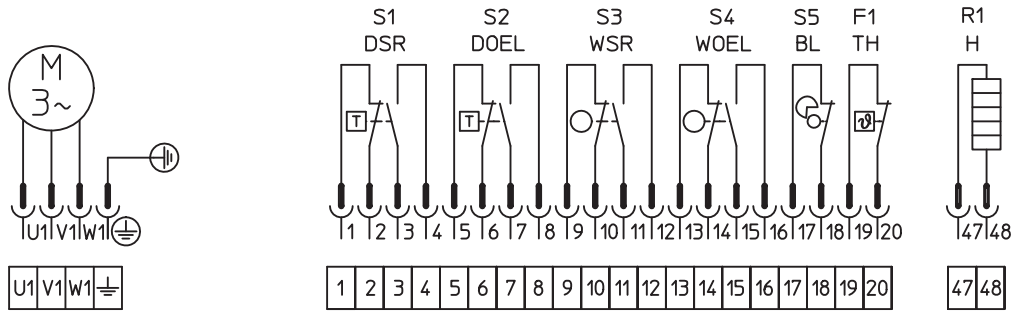 S1 S2 S3 S4 S5 F1 R1
DSR DOEL WSR WOEL BL TH H
M
3~
T T ϑ
U1 V1 W1 1 2 3 4 5 6 7 8 9 10 11 12 13 14 15 16 17 18 19 20 47 48
U1 V1 W1 1 2 3 4 5 6 7 8 9 10 11 12 13 14 15 16 17 18 19 20 47 48